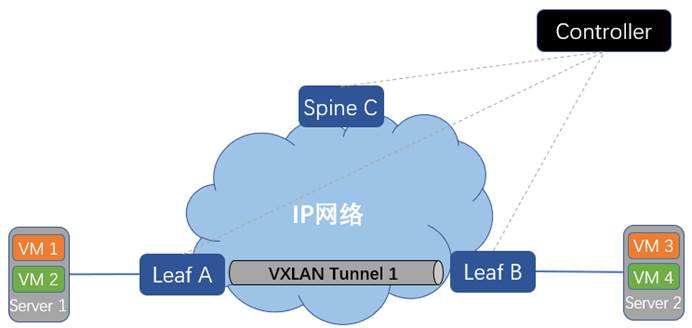 Controller
Spine C
IP网络
VM 1
VM 2
Server 1
Leaf A
VXLAN Tunnel 1
Leaf B
VM 3
VM 4
Server 2